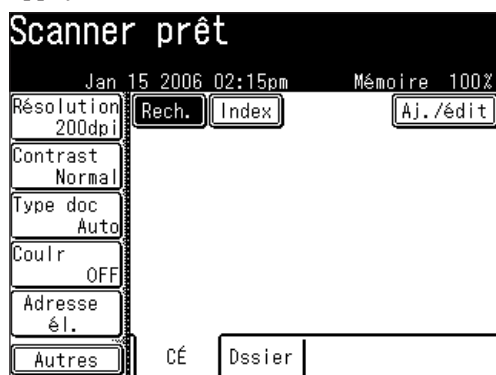 Scanner prêt
Jan 15 2006 02:15pm Mémoire 100%
Résolution
200dpi
Rech. Index Aj./édit
Contrast
Normal
Type doc
Auto
Coulr
OFF
Adresse
él.
Autres CÉ Dssier